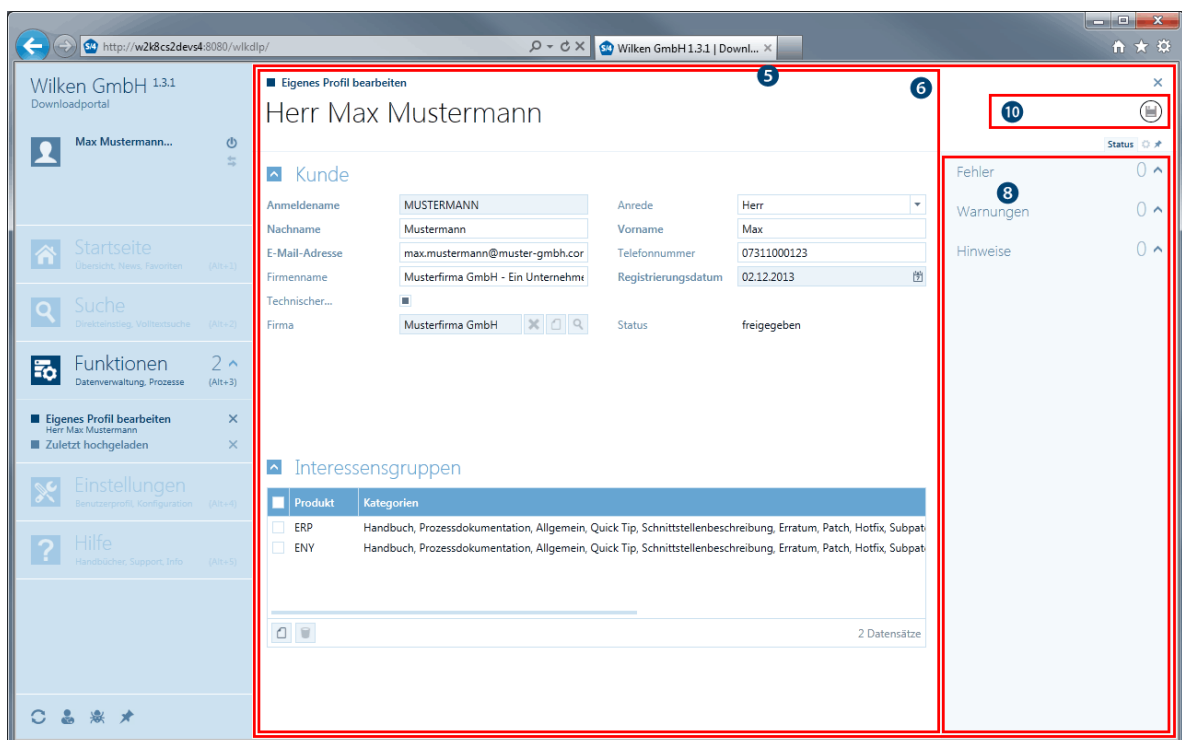 http://w2k8cs2devs4:8080/wlkdlp/
S/4 Wilken GmbH 1.3.1 | Downl...
Wilken GmbH 1.3.1
Downloadportal
Max Mustermann...
Startseite
Übersicht, News, Favoriten (Alt+1)
Suche
Direkteinstieg, Volltextsuche (Alt+2)
Funktionen 2
Datenverwaltung, Prozesse (Alt+3)
Eigenes Profil bearbeiten
Herr Max Mustermann
Zuletzt hochgeladen
Einstellungen
Benutzerprofil, Konfiguration (Alt+4)
Hilfe
Handbücher, Support, Info (Alt+5)
Eigenes Profil bearbeiten
5
6
Herr Max Mustermann
Kunde
Anmeldename MUSTERMANN Anrede Herr
Nachname Mustermann Vorname Max
E-Mail-Adresse max.mustermann@muster-gmbh.cor Telefonnummer 07311000123
Firmenname Musterfirma GmbH - Ein Unternehme Registrierungsdatum 02.12.2013
Technischer...
Firma Musterfirma GmbH Status freigegeben
Interessensgruppen
Produkt Kategorien
ERP Handbuch, Prozessdokumentation, Allgemein, Quick Tip, Schnittstellenbeschreibung, Erratum, Patch, Hotfix, Subpat
ENY Handbuch, Prozessdokumentation, Allgemein, Quick Tip, Schnittstellenbeschreibung, Erratum, Patch, Hotfix, Subpat
2 Datensätze
10
Status
Fehler 0
8
Warnungen 0
Hinweise 0